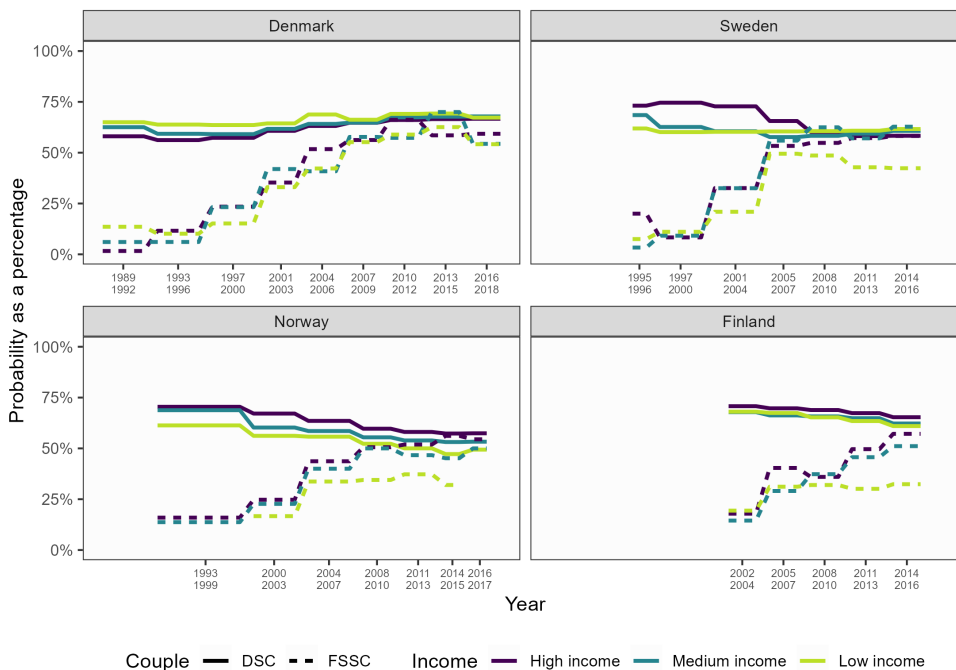 Denmark
Sweden
100%
75%
50%
25%
0%
1989 1993 1997 2001 2004 2007 2010 2013 2016
1992 1996 2000 2003 2006 2009 2012 2015 2018
1995 1997 2001 2005 2008 2011 2014
1996 2000 2004 2007 2010 2013 2016
Norway
Finland
100%
75%
50%
25%
0%
1993 2000 2004 2008 2011 2014 2016
1999 2003 2007 2010 2013 2015 2017
2002 2005 2008 2011 2014
2004 2007 2010 2013 2016
Probability as a percentage
Year
Couple DSC FSSC Income High income Medium income Low income